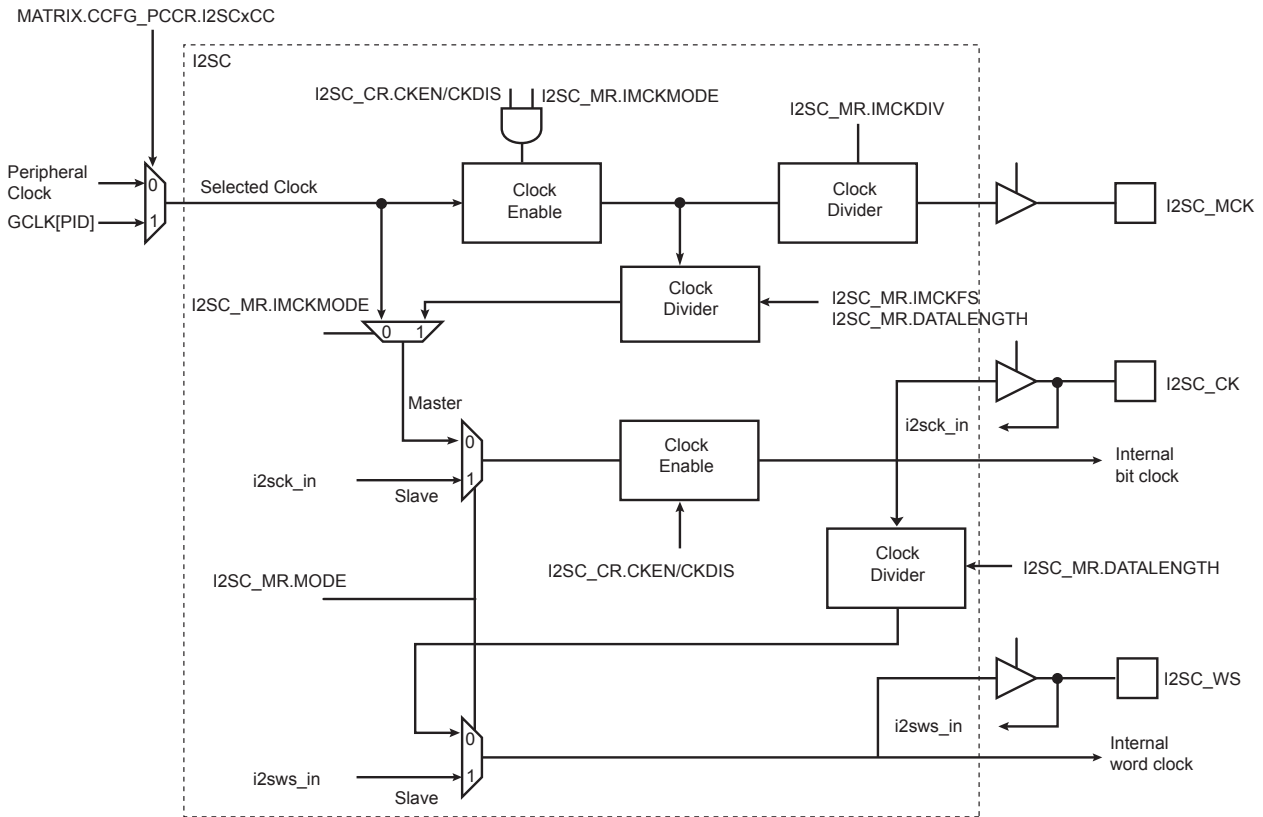 MATRIX.CCFG_PCCR.I2SCxCC
I2SC
I2SC_CR.CKEN/CKDIS
I2SC_MR.IMCKMODE
I2SC_MR.IMCKDIV
Peripheral
Clock
0
GCLK[PID]
1
Selected Clock
Clock
Enable
Clock
Divider
I2SC_MCK
I2SC_MR.IMCKMODE
0 1
Clock
Divider
I2SC_MR.IMCKFS
I2SC_MR.DATALENGTH
I2SC_CK
i2sck_in
Master
0
i2sck_in
1
Slave
Clock
Enable
Internal
bit clock
I2SC_CR.CKEN/CKDIS
I2SC_MR.MODE
Clock
Divider
I2SC_MR.DATALENGTH
I2SC_WS
i2sws_in
0
i2sws_in
1
Slave
Internal
word clock